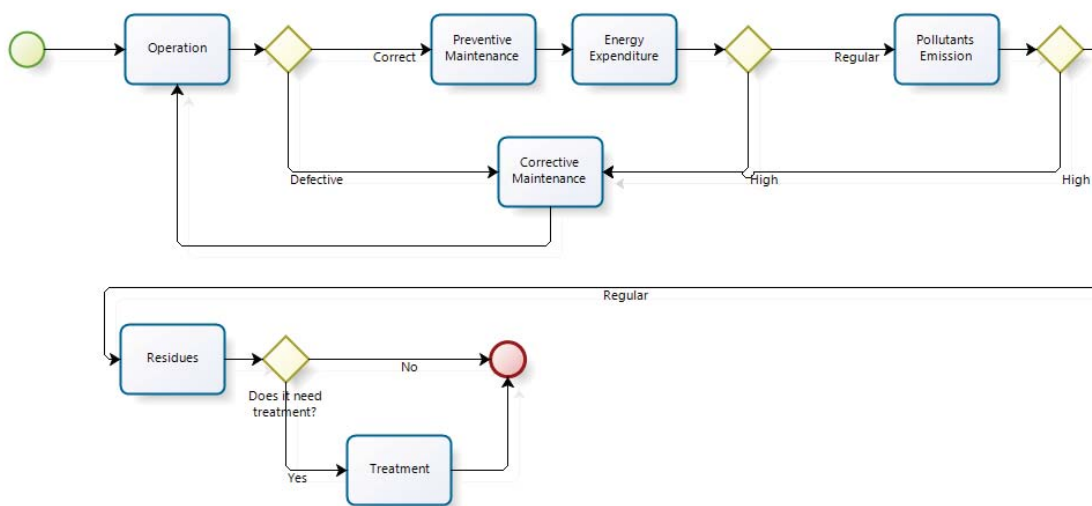 Operation
Correct
Preventive
Maintenance
Energy
Expenditure
Regular
Pollutants
Emission
Defective
Corrective
Maintenance
High
High
Regular
Residues
No
Does it need
treatment?
Yes
Treatment